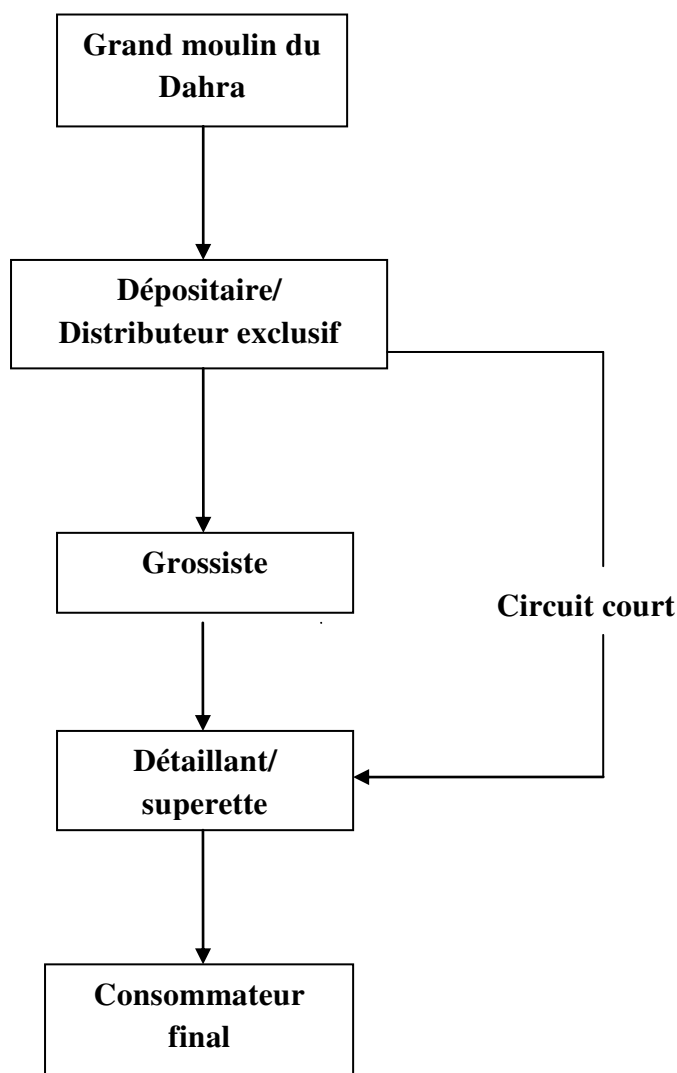 Grand moulin du
Dahra
Dépositaire/
Distributeur exclusif
Grossiste
Circuit court
Détaillant/
superette
Consommateur
final